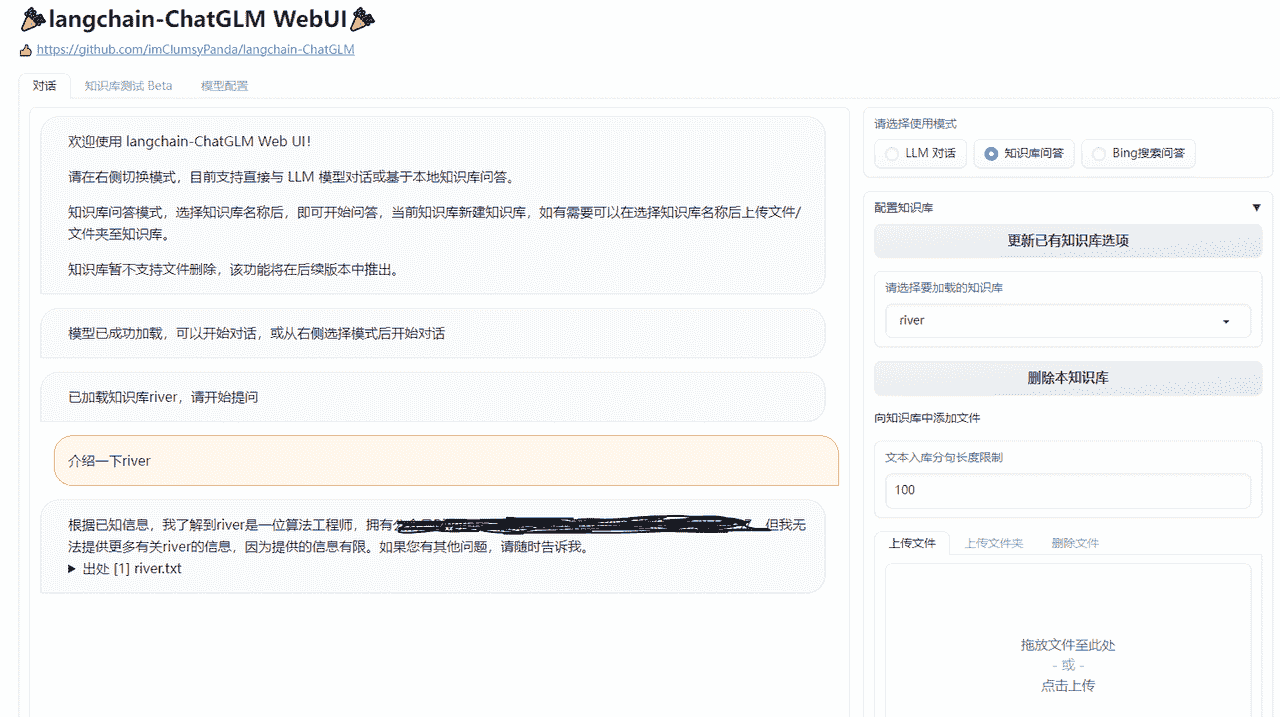 langchain-ChatGLM WebUI
https://github.com/imClumsyPanda/langchain-ChatGLM
对话
知识库测试 Beta
模型配置
欢迎使用 langchain-ChatGLM Web UI!
请在右侧切换模式，目前支持直接与 LLM 模型对话或基于本地知识库问答。
知识库问答模式，选择知识库名称后，即可开始问答，当前知识库新建知识库，如有需要可以在选择知识库名称后上传文件/
文件夹至知识库。
知识库暂不支持文件删除，该功能将在后续版本中推出。
模型已成功加载，可以开始对话，或从右侧选择模式后开始对话
已加载知识库river，请开始提问
介绍一下river
根据已知信息，我了解到river是一位算法工程师，拥有 但我无
法提供更多有关river的信息，因为提供的信息有限。如果您有其他问题，请随时告诉我。
▶ 出处 [1] river.txt
请选择使用模式
LLM 对话
知识库问答
Bing搜索问答
配置知识库
▼
更新已有知识库选项
请选择要加载的知识库
river
删除本知识库
向知识库中添加文件
文本入库分句长度限制
100
上传文件
上传文件夹
删除文件
拖放文件至此处
- 或 -
点击上传